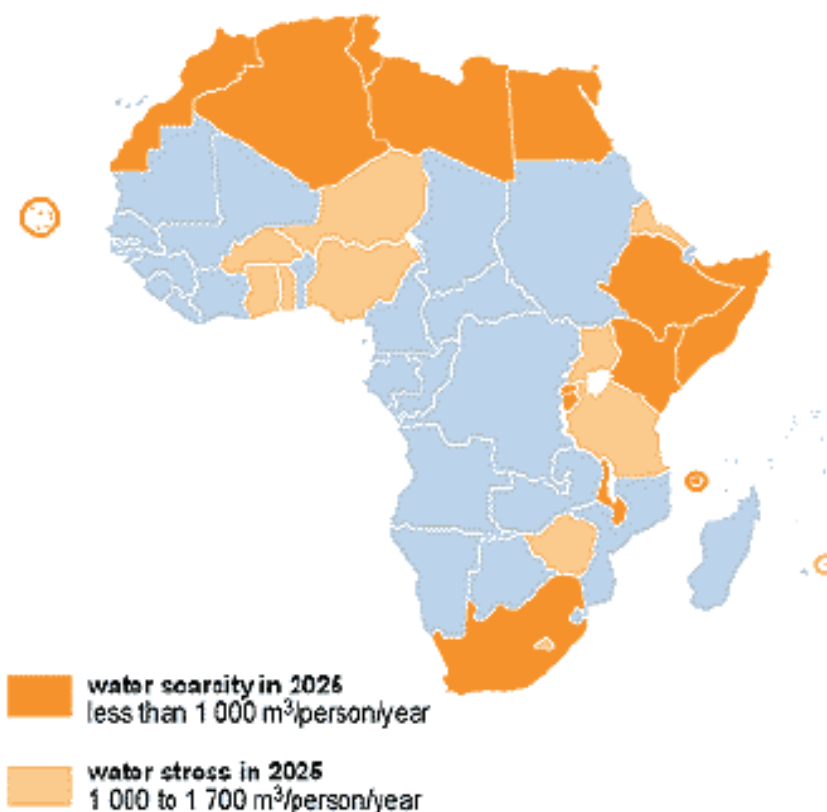 water scarcity in 2025
less than 1 000 m³/person/year
water stress in 2025
1 000 to 1 700 m³/person/year